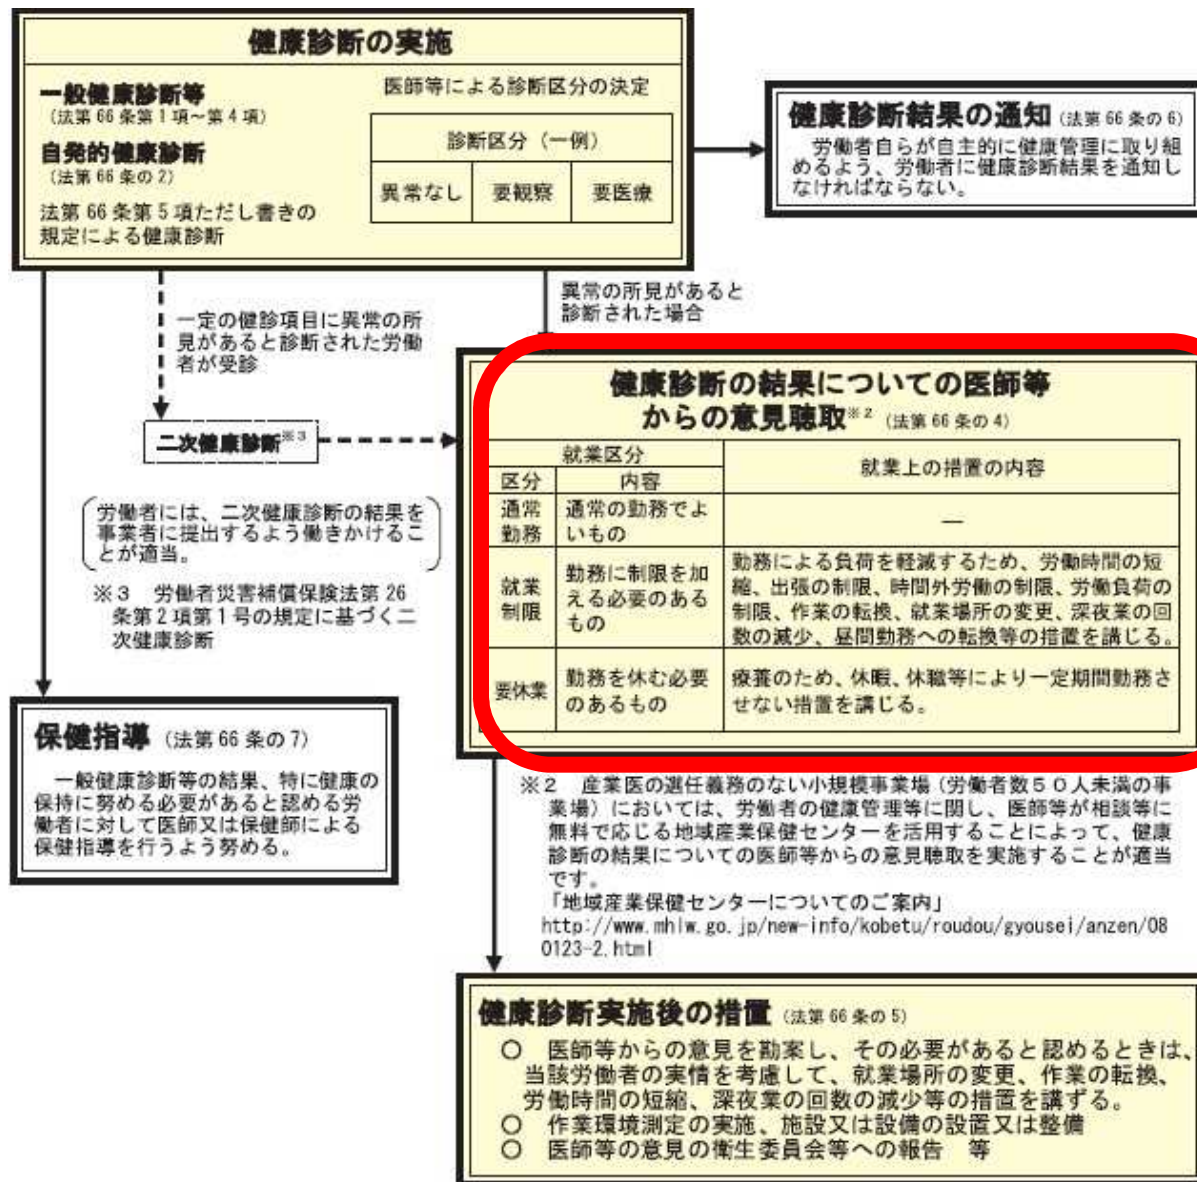 健康診断の実施
一般健康診断等
（法第66条第1項～第4項）
自発的健康診断
（法第66条の2）
法第66条第5項ただし書きの
規定による健康診断
医師等による診断区分の決定
診断区分（一例）
異常なし 要観察 要医療
健康診断結果の通知（法第66条の6）
労働者自らが自主的に健康管理に取り組
めるよう、労働者に健康診断結果を通知し
なければならない。
異常の所見があると
診断された場合
一定の健診項目に異常の所
見があると診断された労働
者が受診
二次健康診断※3
労働者には、二次健康診断の結果を
事業者に提出するよう働きかけるこ
とが適当。
※3 労働者災害補償保険法第26
条第2項第1号の規定に基づく二
次健康診断
健康診断の結果についての医師等
からの意見聴取※2（法第66条の4）
就業区分
就業上の措置の内容
区分 内容
通常
勤務
通常の勤務でよ
いもの
―
就業
制限
勤務に制限を加
える必要のある
もの
勤務による負荷を軽減するため、労働時間の短
縮、出張の制限、時間外労働の制限、労働負荷の
制限、作業の転換、就業場所の変更、深夜業の回
数の減少、昼間勤務への転換等の措置を講じる。
要休業
勤務を休む必要
のあるもの
療養のため、休暇、休職等により一定期間勤務さ
せない措置を講じる。
保健指導（法第66条の7）
一般健康診断等の結果、特に健康の
保持に努める必要があると認める労
働者に対して医師又は保健師による
保健指導を行うよう努める。
※2 産業医の選任義務のない小規模事業場（労働者数50人未満の事
業場）においては、労働者の健康管理等に関し、医師等が相談等に
無料で応じる地域産業保健センターを活用することによって、健康
診断の結果についての医師等からの意見聴取を実施することが適当
です。
「地域産業保健センターについてのご案内」
http://www.mhlw.go.jp/new-info/kobetu/roudou/gyousei/anzen/08
0123-2.html
健康診断実施後の措置（法第66条の5）
○ 医師等からの意見を勘案し、その必要があると認めるときは、
当該労働者の実情を考慮して、就業場所の変更、作業の転換、
労働時間の短縮、深夜業の回数の減少等の措置を講ずる。
○ 作業環境測定の実施、施設又は設備の設置又は整備
○ 医師等の意見の衛生委員会等への報告 等